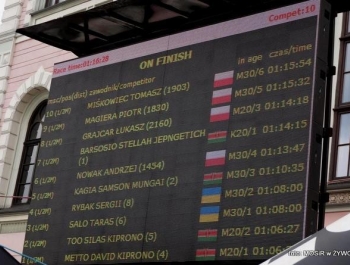 Race time:01:16:28 Compet:10
ON FINISH
msc/pos(dst) zawodnik/competitor in age czas/time
10 (1/2M) MISKOWIEC TOMASZ (1903) M30/6 01:15:54
9 (1/2M) MAGIERA PIOTR (1830) M30/5 01:15:32
8 (1/2M) GRAJCAR ŁUKASZ (2160) M20/3 01:14:18
7 (1/2M) BARSOSIO STELLAH JEPNGETICH (1) K20/1 01:14:15
6 (1/2M) NOWAK ANDRZEJ (1454) M30/4 01:13:47
5 (1/2M) KAGIA SAMSON MUNGAI (2) M30/3 01:10:35
4 (1/2M) RYBAK SERGII (8) M30/2 01:08:00
3 (1/2M) SALO TARAS (6) M30/1 01:08:00
2 (1/2M) TOO SILAS KIPRONO (5) M20/2 01:06:27
METTO DAVID KIPRONO (4) M20/1 01:06:
foto MOSiR w ŻYWC